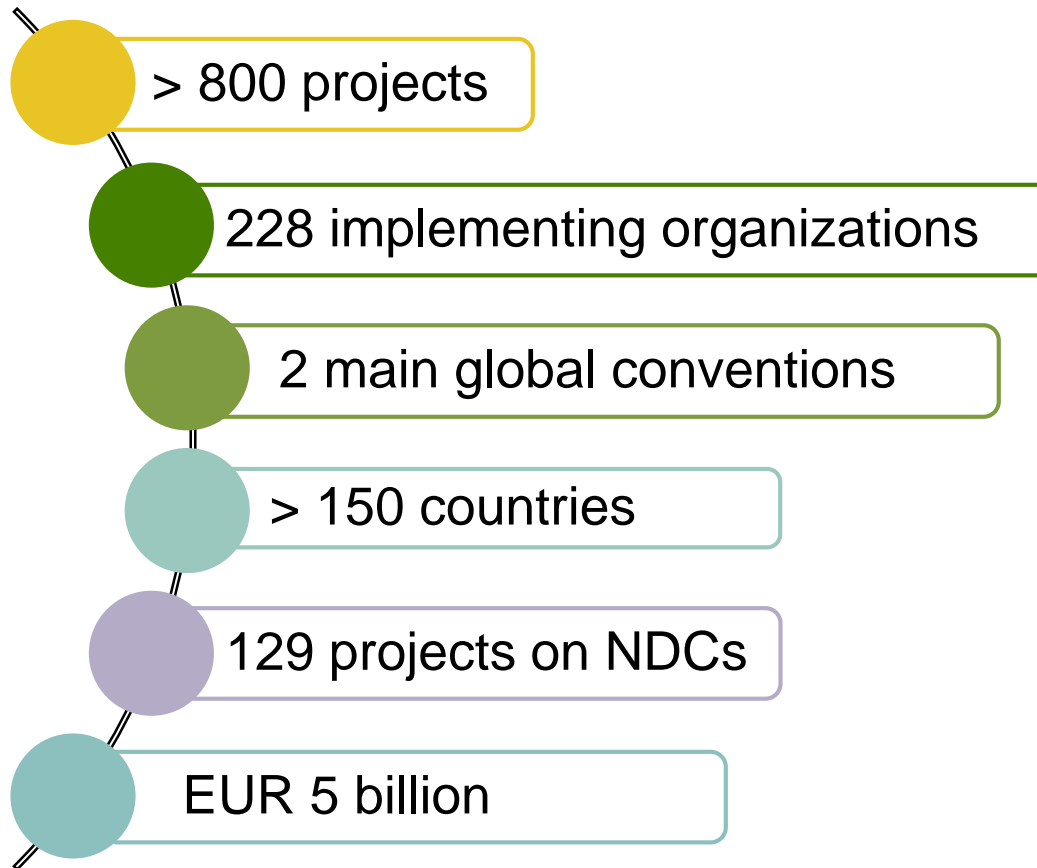 > 800 projects
228 implementing organizations
2 main global conventions
> 150 countries
129 projects on NDCs
EUR 5 billion